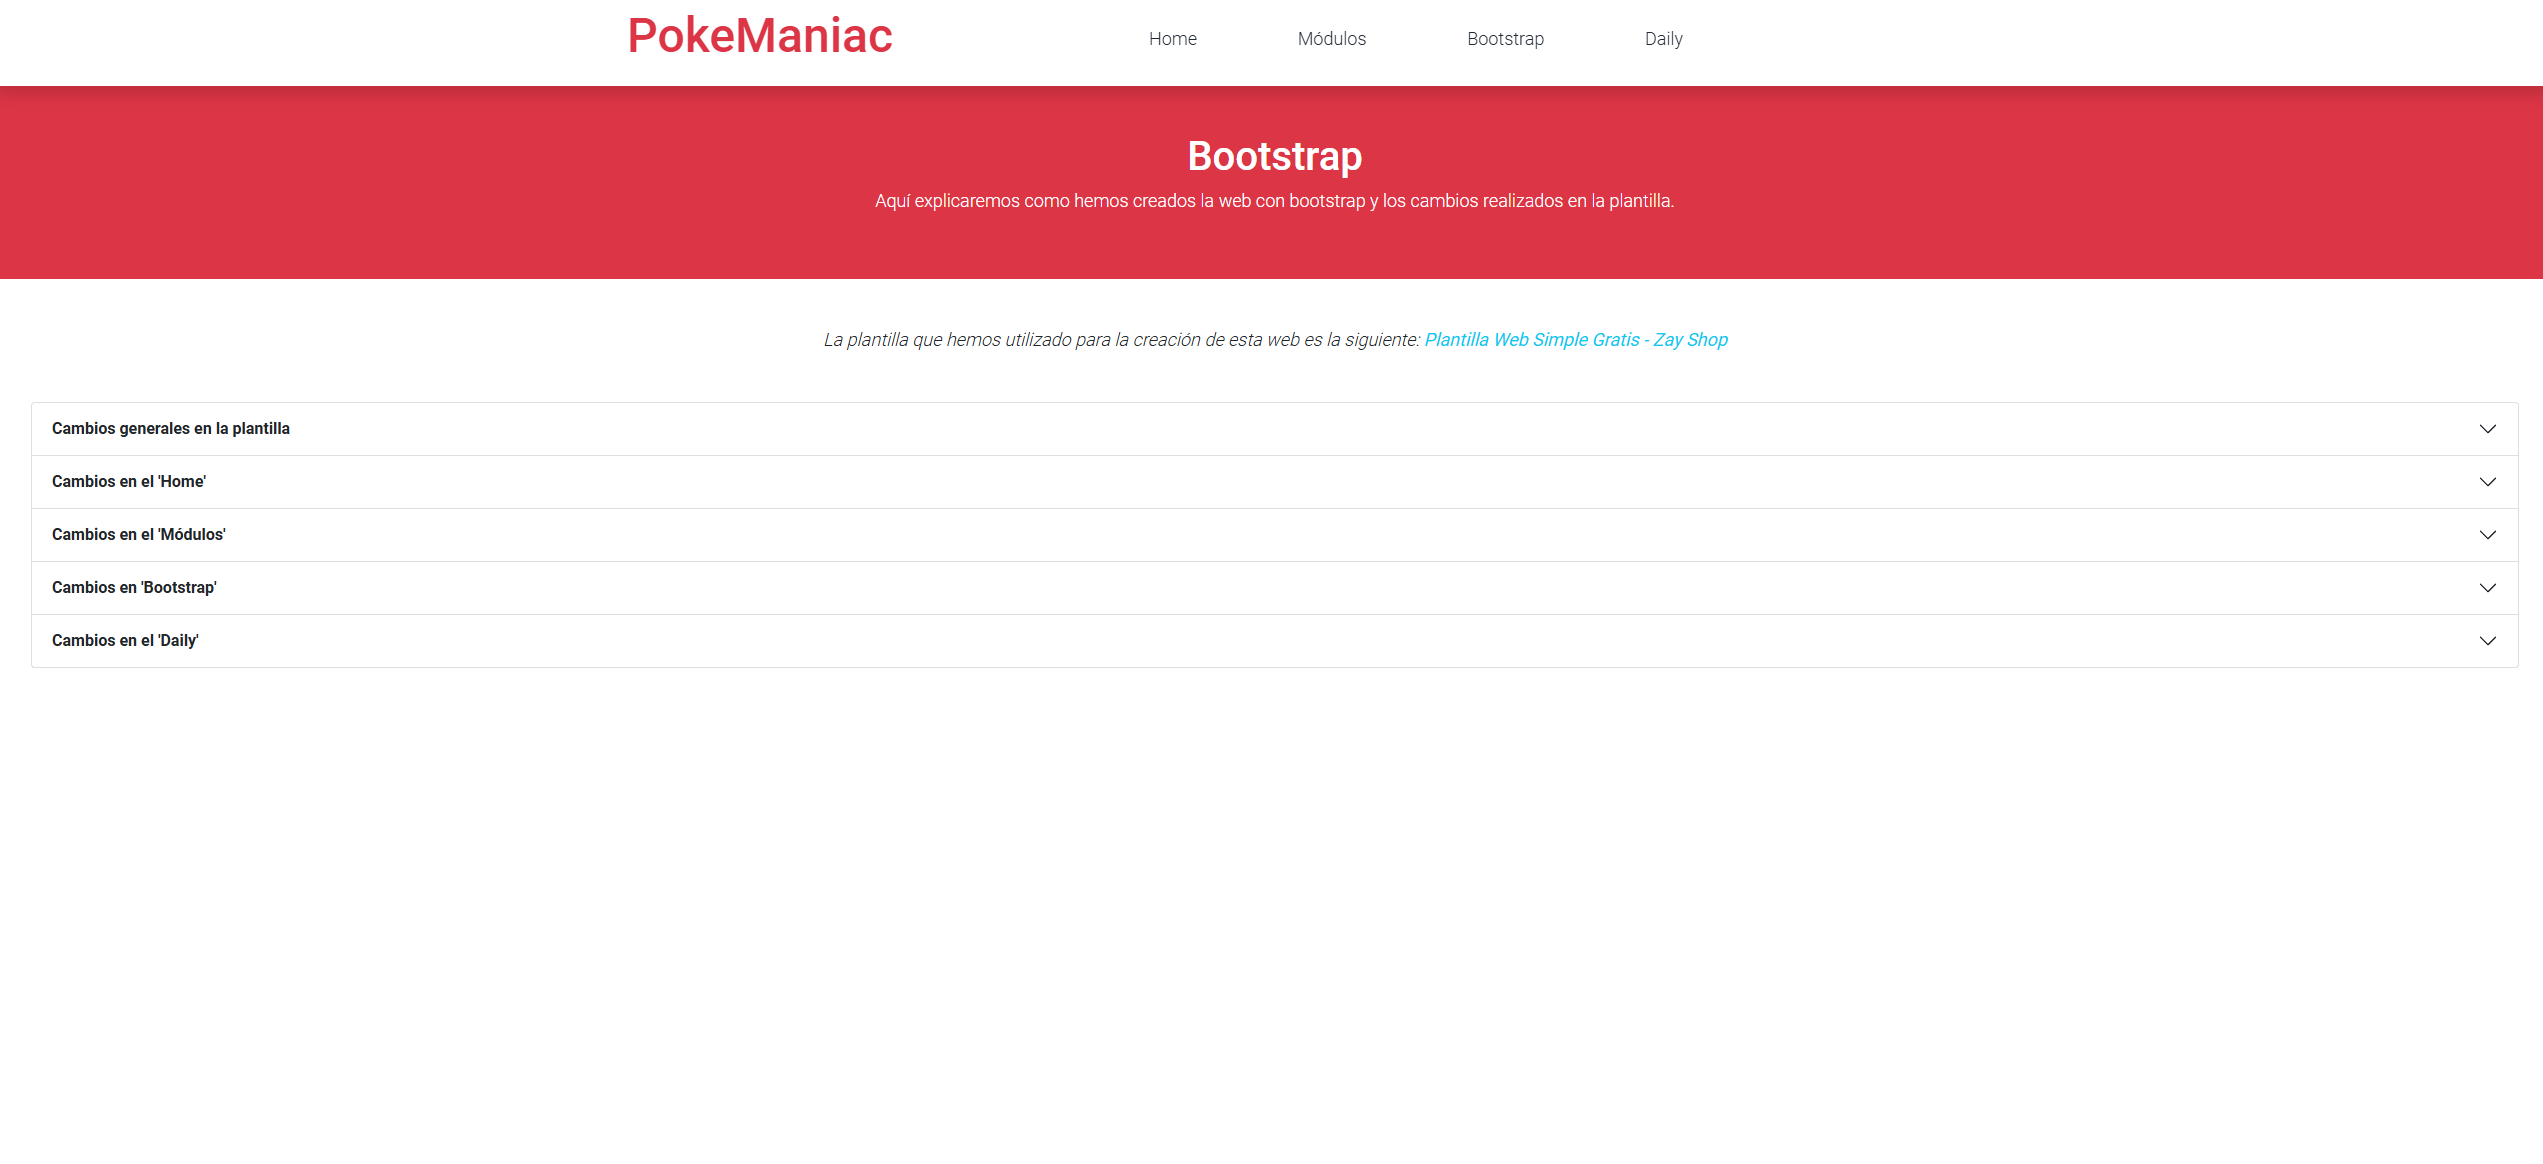 PokeManiac
Home Módulos Bootstrap Daily
Bootstrap
Aquí explicaremos como hemos creados la web con bootstrap y los cambios realizados en la plantilla.
La plantilla que hemos utilizado para la creación de esta web es la siguiente: Plantilla Web Simple Gratis - Zay Shop
Cambios generales en la plantilla
Cambios en el 'Home'
Cambios en el 'Módulos'
Cambios en 'Bootstrap'
Cambios en el 'Daily'